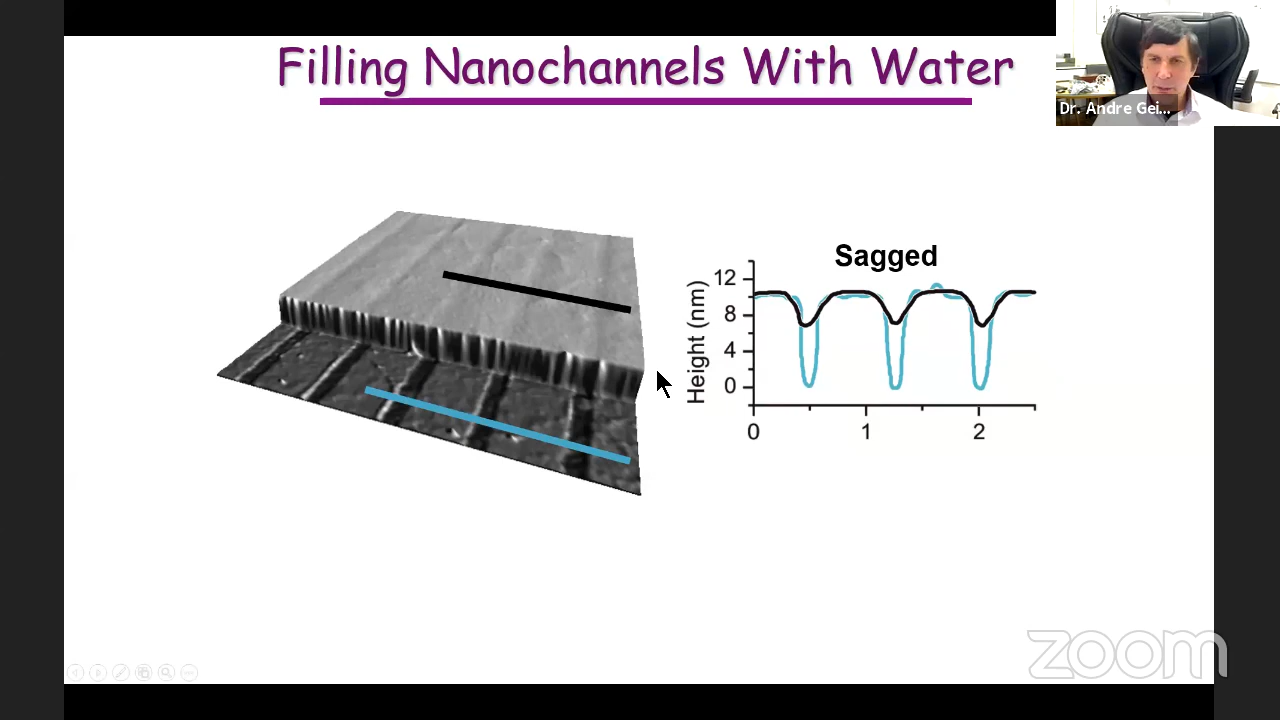 Filling Nanochannels With Water
Dr. Andre Gei...
Sagged
12
8
4
0
Height (nm)
0 1 2
zoom